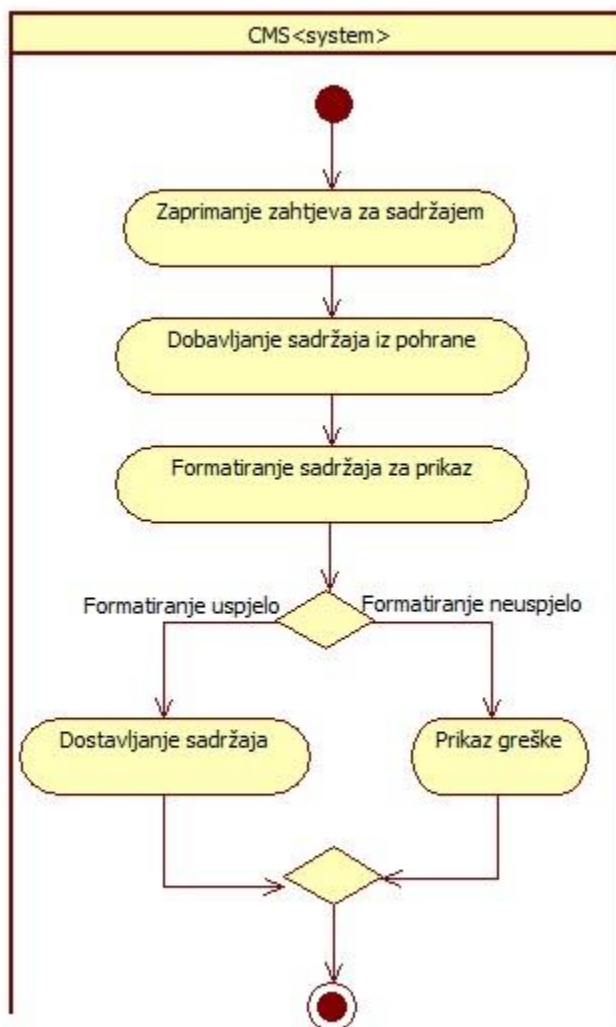 CMS<system>
Zaprimanje zahtjeva za sadržajem
Dobavljanje sadržaja iz pohrane
Formatiranje sadržaja za prikaz
Formatiranje uspjelo
Formatiranje neuspjelo
Dostavljanje sadržaja
Prikaz greške